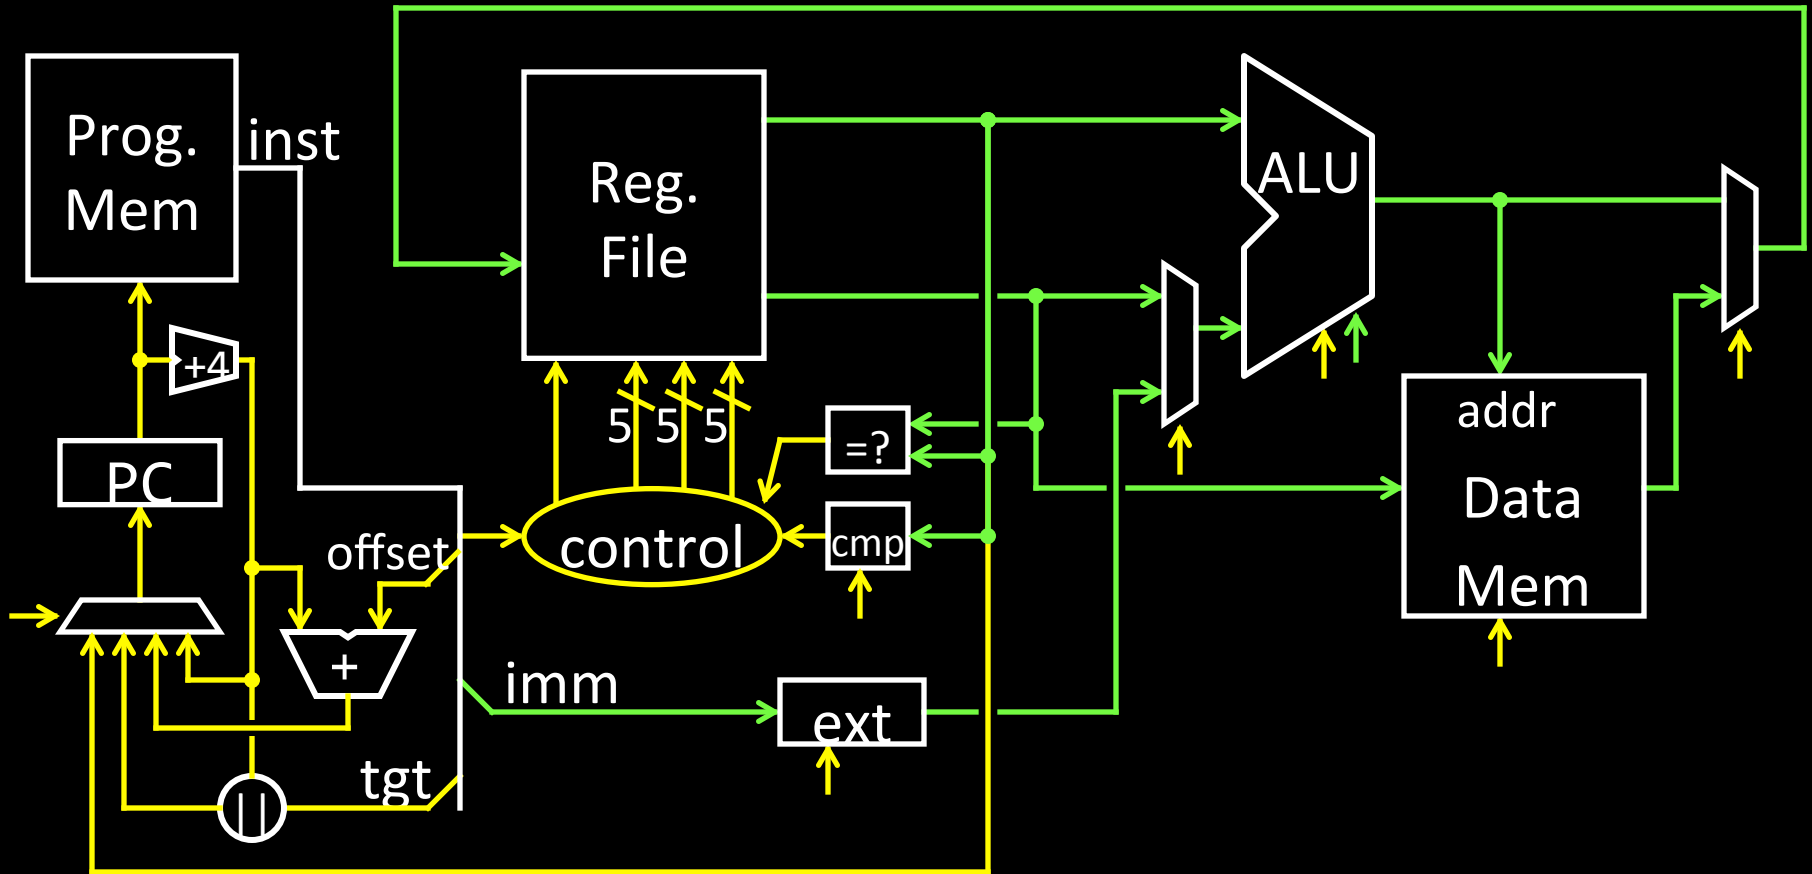 Prog.
Mem
inst
Reg.
File
ALU
+4
5 5 5
=?
addr
PC
Data
offset
control
cmp
Mem
+
imm
ext
tgt
||